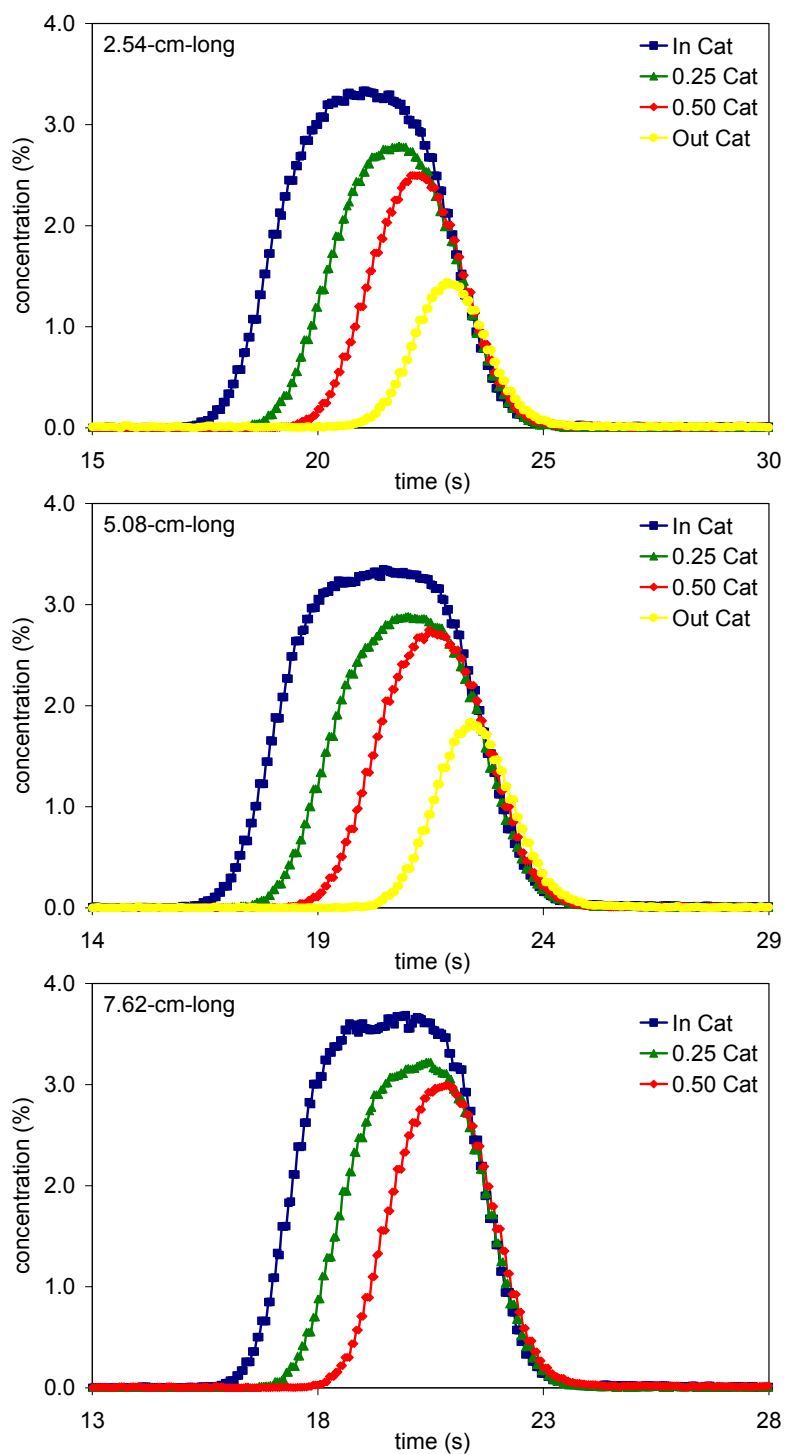 4.0
2.54-cm-long
In Cat
0.25 Cat
0.50 Cat
Out Cat
3.0
2.0
1.0
0.0
concentration (%)
15 20 25 30
time (s)
4.0
5.08-cm-long
In Cat
0.25 Cat
0.50 Cat
Out Cat
3.0
2.0
1.0
0.0
concentration (%)
14 19 24 29
time (s)
4.0
7.62-cm-long
In Cat
0.25 Cat
0.50 Cat
3.0
2.0
1.0
0.0
concentration (%)
13 18 23 28
time (s)